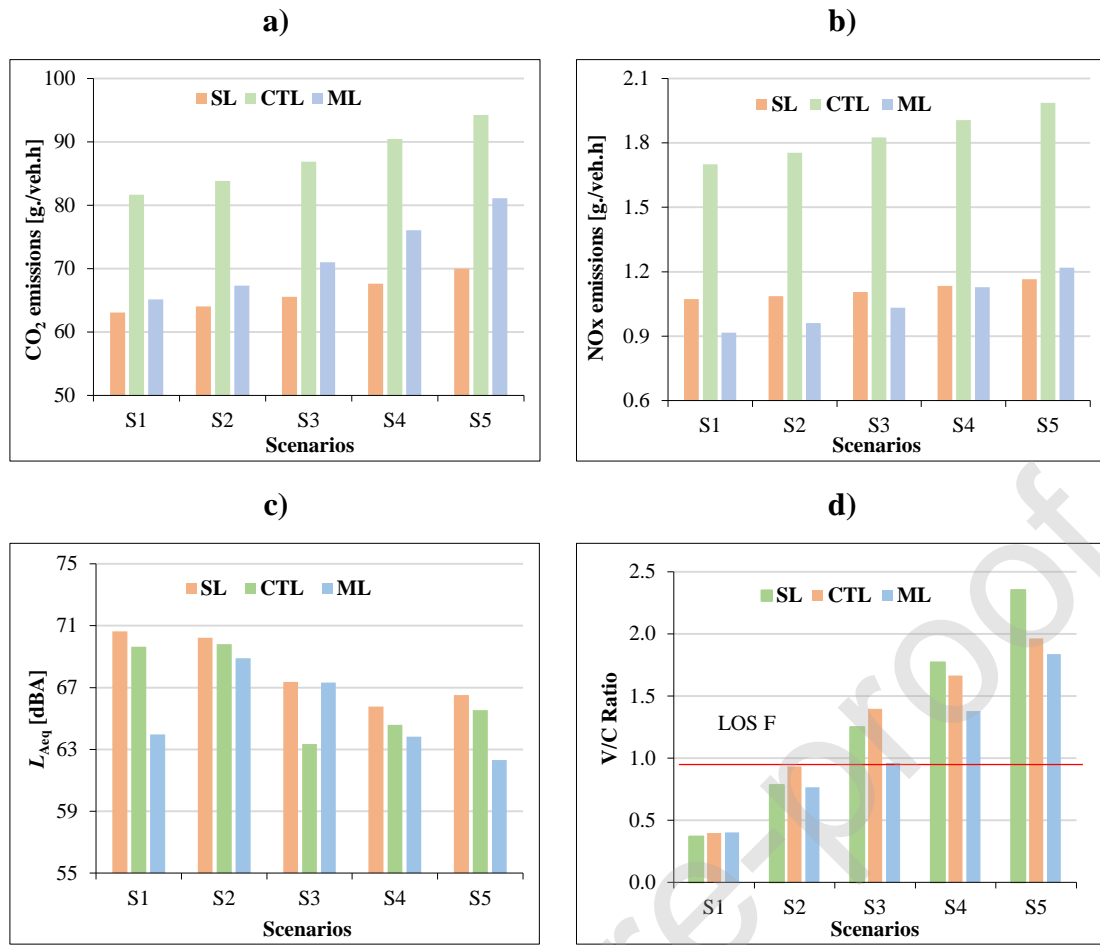 a)
SL CTL ML
CO2 emissions [g./veh.h]
100
90
80
70
60
50
S1 S2 S3 S4 S5
Scenarios
b)
SL CTL ML
NOx emissions [g./veh.h]
2.1
1.8
1.5
1.2
0.9
0.6
S1 S2 S3 S4 S5
Scenarios
c)
SL CTL ML
LAeq [dBA]
75
71
67
63
59
55
S1 S2 S3 S4 S5
Scenarios
d)
SL CTL ML
V/C Ratio
2.5
2.0
1.5
1.0
0.5
0.0
LOS F
S1 S2 S3 S4 S5
Scenarios
re-proof